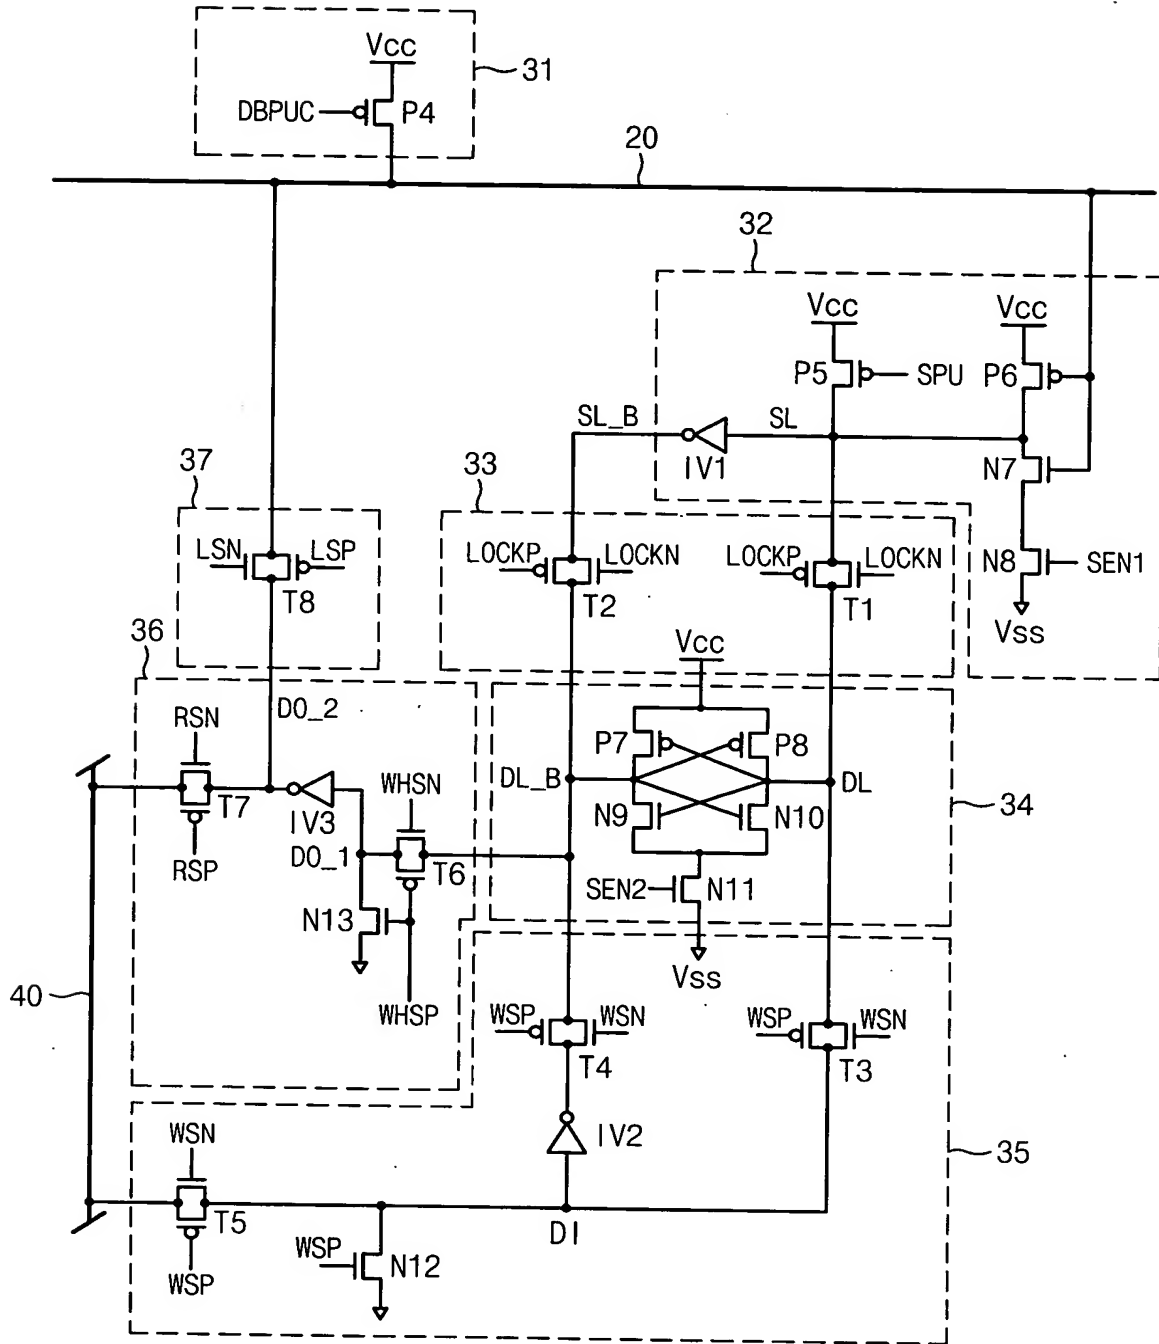 Vcc
31
DBPUC
P4
20
32
Vcc
Vcc
P5
SPU
P6
SL_B
SL
IV1
N7
37
33
LSN
LSP
LOCKP
LOCKN
LOCKP
LOCKN
N8
SEN1
T8
T2
T1
Vss
36
Vcc
DO_2
RSN
P7
P8
DL_B
DL
WHSN
T7
IV3
N9
N10
34
DO_1
RSP
T6
SEN2
N11
N13
Vss
40
WHSP
WSP
WSN
WSP
WSN
T4
T3
WSN
IV2
35
T5
DI
WSP
N12
WSP